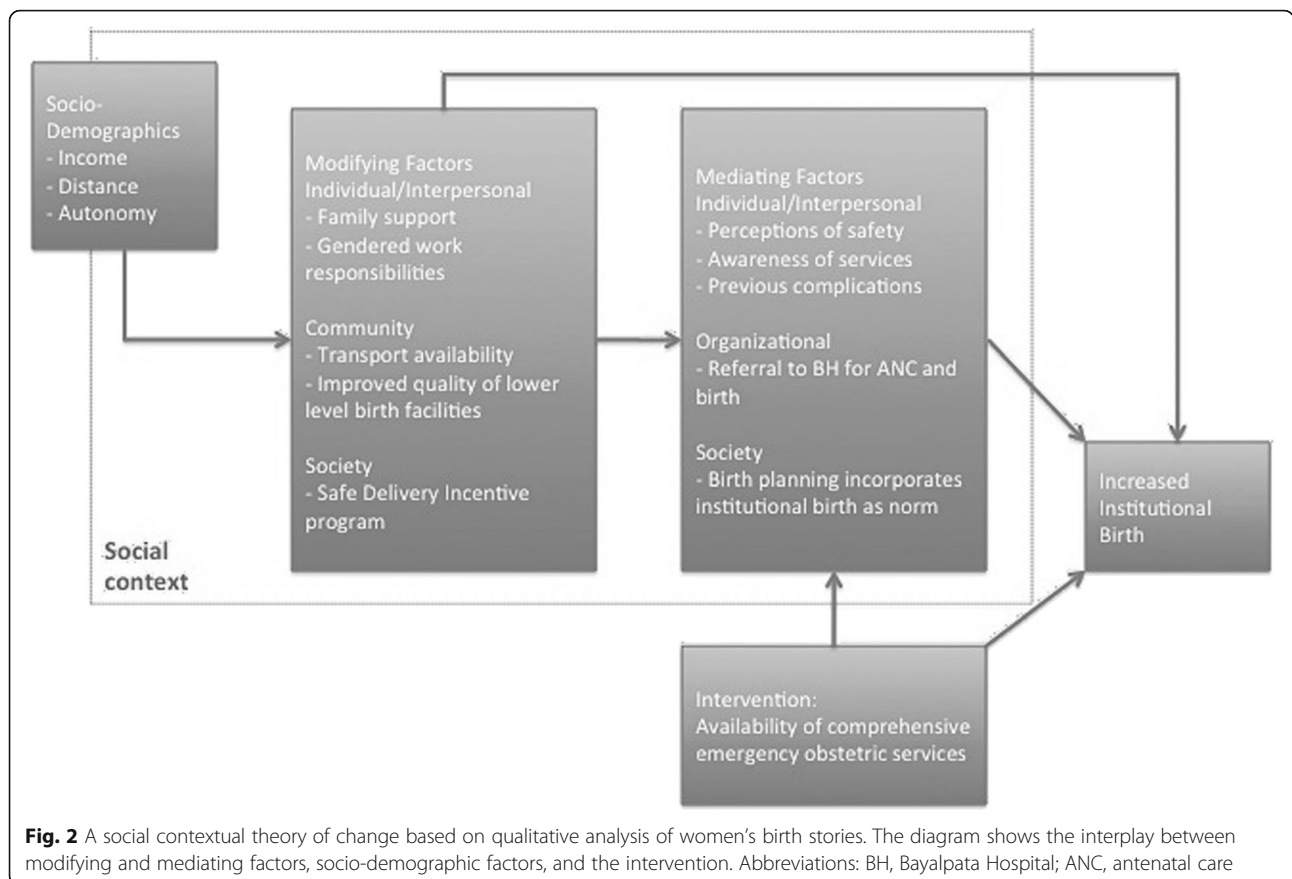 Socio-
Demographics
- Income
- Distance
- Autonomy
Modifying Factors
Individual/Interpersonal
- Family support
- Gendered work
responsibilities
Community
- Transport availability
- Improved quality of lower
level birth facilities
Society
- Safe Delivery Incentive
program
Mediating Factors
Individual/Interpersonal
- Perceptions of safety
- Awareness of services
- Previous complications
Organizational
- Referral to BH for ANC and
birth
Society
- Birth planning incorporates
institutional birth as norm
Increased
Institutional
Birth
Social
context
Intervention:
Availability of comprehensive
emergency obstetric services
Fig. 2 A social contextual theory of change based on qualitative analysis of women's birth stories. The diagram shows the interplay between
modifying and mediating factors, socio-demographic factors, and the intervention. Abbreviations: BH, Bayalpata Hospital; ANC, antenatal care